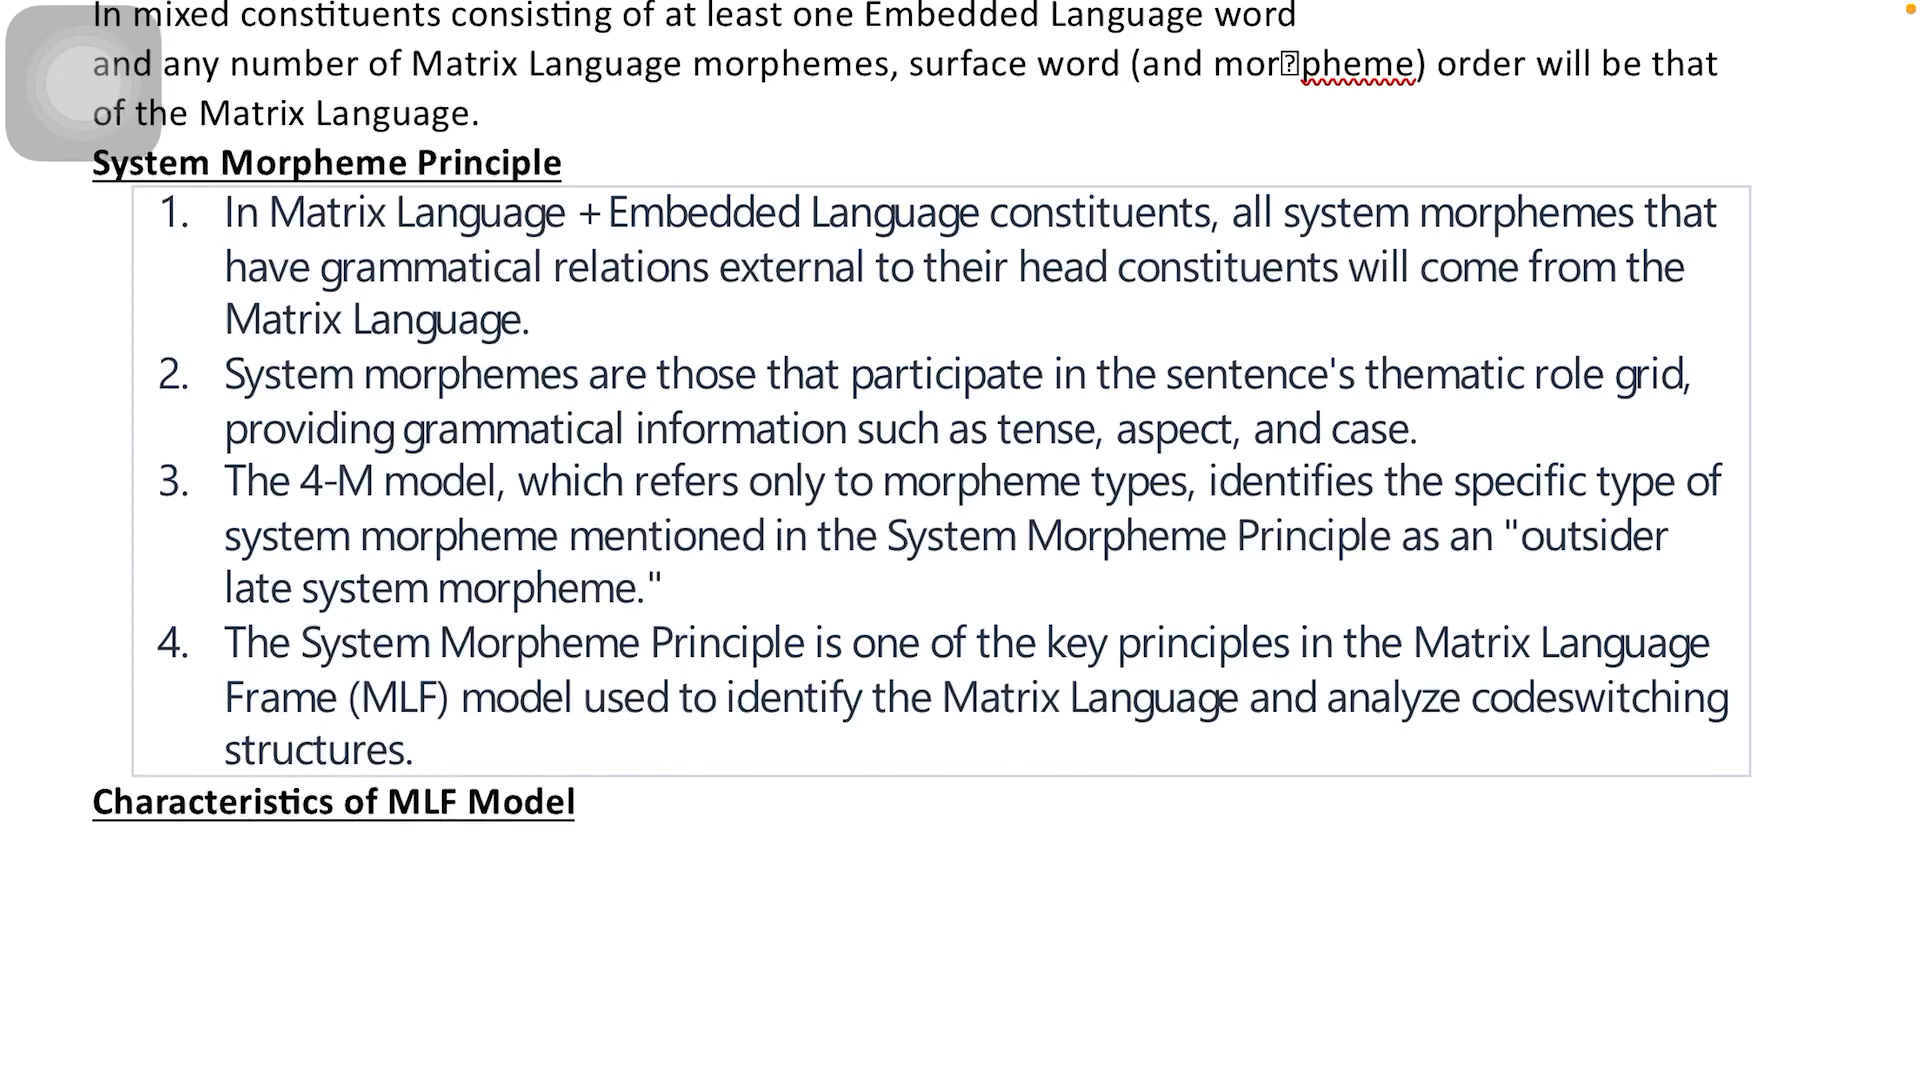 In mixed constituents consisting of at least one Embedded Language word
and any number of Matrix Language morphemes, surface word (and mor�pheme) order will be that
of the Matrix Language.
System Morpheme Principle
1. In Matrix Language + Embedded Language constituents, all system morphemes that
have grammatical relations external to their head constituents will come from the
Matrix Language.
2. System morphemes are those that participate in the sentence's thematic role grid,
providing grammatical information such as tense, aspect, and case.
3. The 4-M model, which refers only to morpheme types, identifies the specific type of
system morpheme mentioned in the System Morpheme Principle as an "outsider
late system morpheme."
4. The System Morpheme Principle is one of the key principles in the Matrix Language
Frame (MLF) model used to identify the Matrix Language and analyze codeswitching
structures.
Characteristics of MLF Model